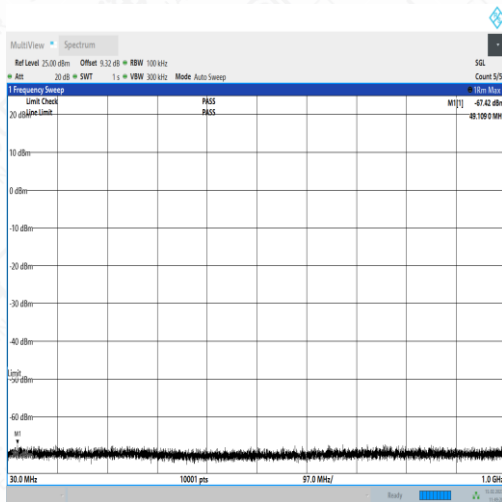 MultiView Spectrum
Ref Level 25.00 dBm Offset 9.32 dB RBW 100 kHz SGL
Att 20 dB SWT 1 s VBW 300 kHz Mode Auto Sweep Count 5/5
1 Frequency Sweep 1Rm Max
Limit Check PASS M1[1] -67.42 dBm
Line Limit PASS 49.109 0 MH
20 dBm
10 dBm
0 dBm
-10 dBm
-20 dBm
-30 dBm
-40 dBm
Limit
-50 dBm
-60 dBm
M1
30.0 MHz 10001 pts 97.0 MHz/ 1.0 GHz
Ready